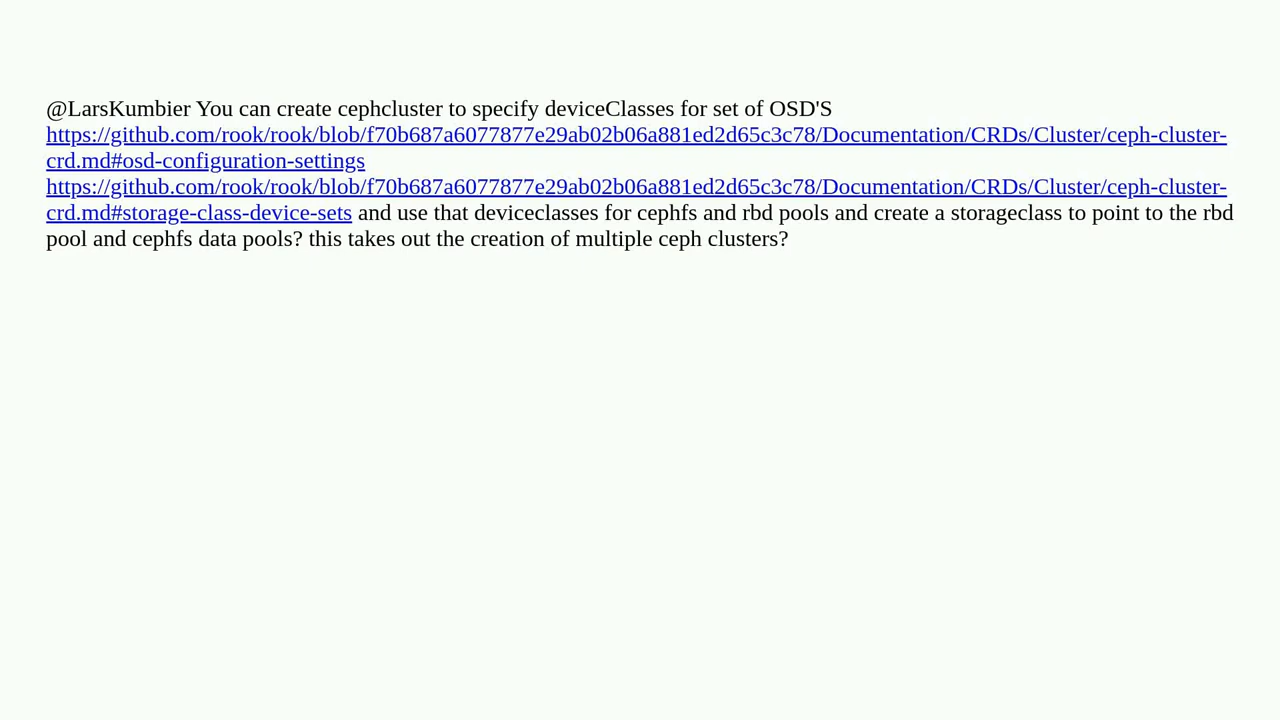 @LarsKumbier You can create cephcluster to specify deviceClasses for set of OSD'S
https://github.com/rook/rook/blob/f70b687a6077877e29ab02b06a881ed2d65c3c78/Documentation/CRDs/Cluster/ceph-cluster-
crd.md#osd-configuration-settings
https://github.com/rook/rook/blob/f70b687a6077877e29ab02b06a881ed2d65c3c78/Documentation/CRDs/Cluster/ceph-cluster-
crd.md#storage-class-device-sets and use that deviceclasses for cephfs and rbd pools and create a storageclass to point to the rbd
pool and cephfs data pools? this takes out the creation of multiple ceph clusters?